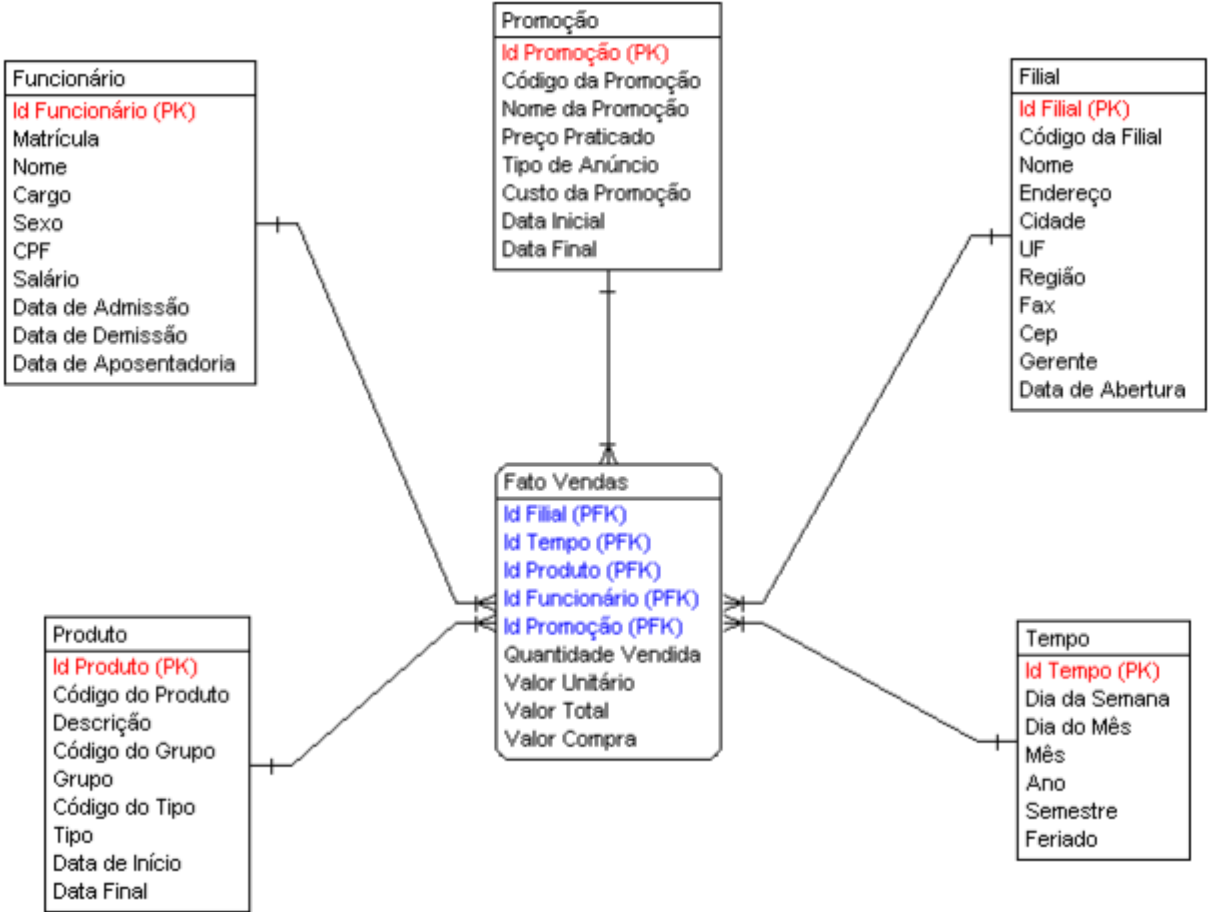 Promoção
Id Promoção (PK)
Código da Promoção
Nome da Promoção
Preço Praticado
Tipo de Anúncio
Custo da Promoção
Data Inicial
Data Final
Funcionário
Id Funcionário (PK)
Matrícula
Nome
Cargo
Sexo
CPF
Salário
Data de Admissão
Data de Demissão
Data de Aposentadoria
Filial
Id Filial (PK)
Código da Filial
Nome
Endereço
Cidade
UF
Região
Fax
Cep
Gerente
Data de Abertura
Fato Vendas
Id Filial (PFK)
Id Tempo (PFK)
Id Produto (PFK)
Id Funcionário (PFK)
Id Promoção (PFK)
Quantidade Vendida
Valor Unitário
Valor Total
Valor Compra
Produto
Id Produto (PK)
Código do Produto
Descrição
Código do Grupo
Grupo
Código do Tipo
Tipo
Data de Início
Data Final
Tempo
Id Tempo (PK)
Dia da Semana
Dia do Mês
Mês
Ano
Semestre
Feriado